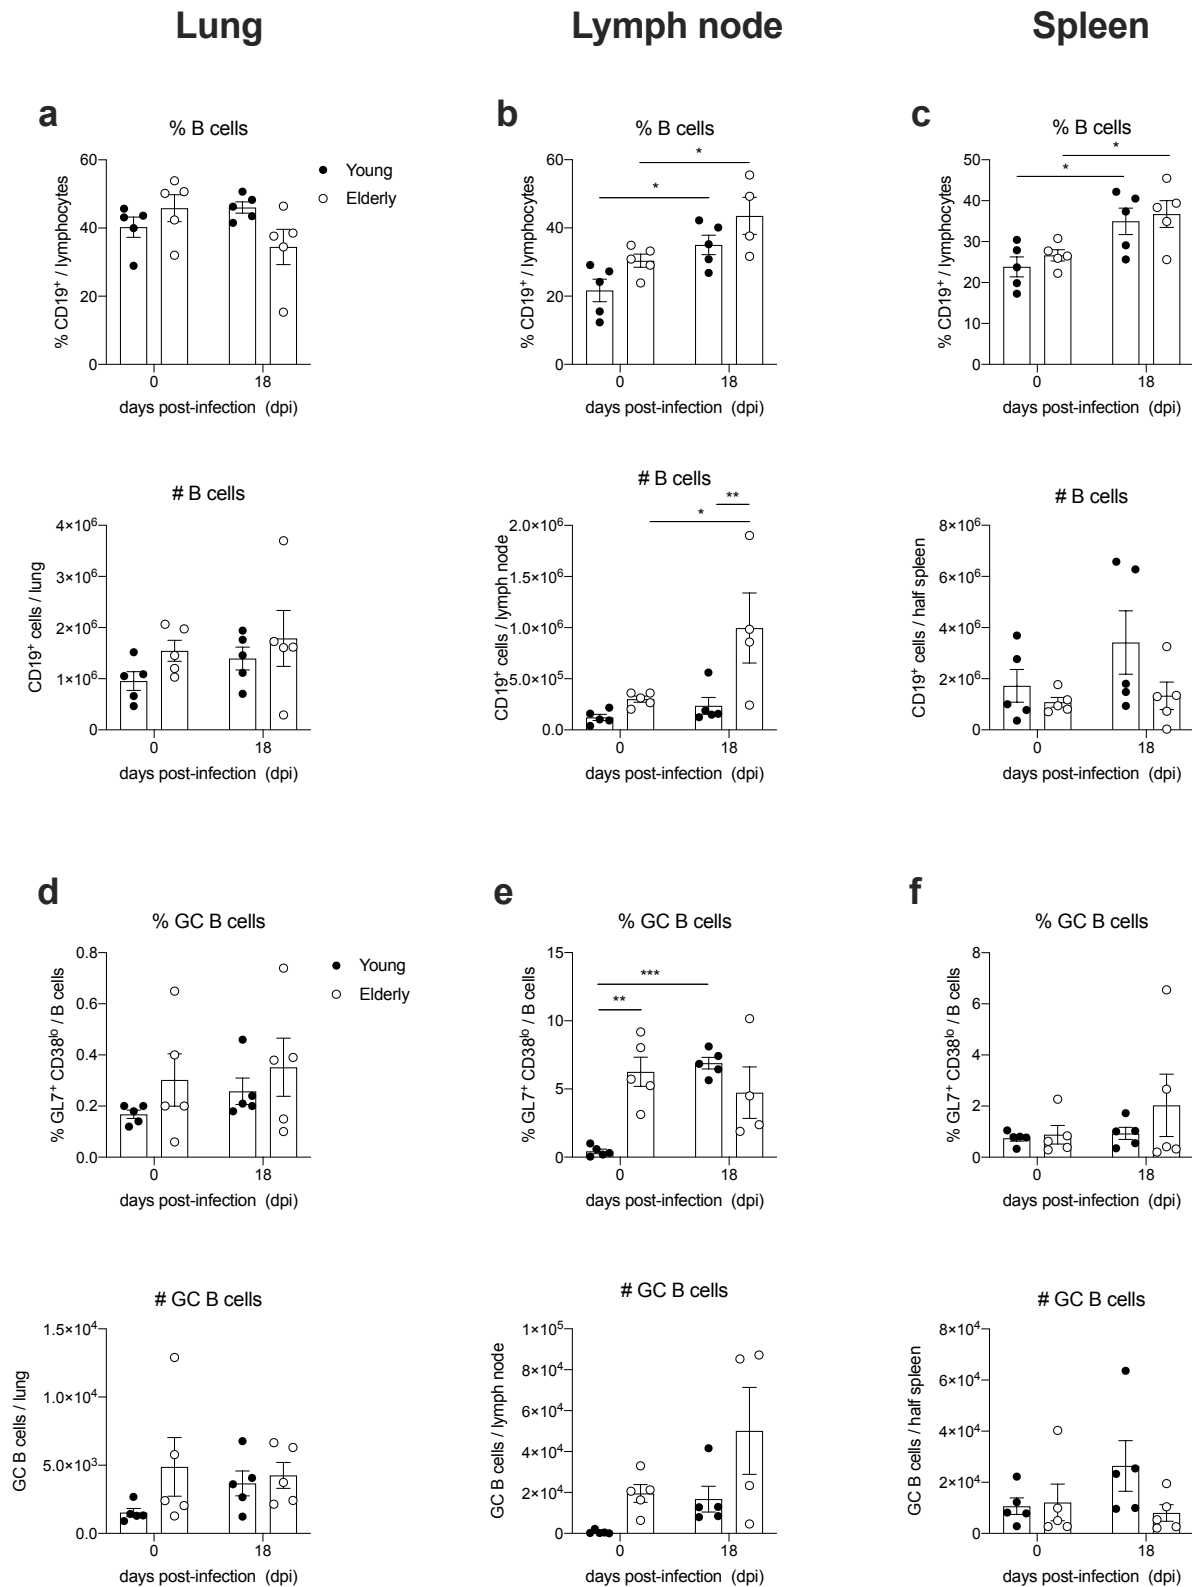 Lung
Lymph node
Spleen
a
% B cells
% CD19⁺ / lymphocytes
60
40
20
0
0
18
days post-infection (dpi)
Young
Elderly
b
% B cells
% CD19⁺ / lymphocytes
60
40
20
0
*
*
0
18
days post-infection (dpi)
c
% B cells
% CD19⁺ / lymphocytes
50
40
30
20
10
0
*
*
0
18
days post-infection (dpi)
# B cells
CD19⁺ cells / lung
4×10⁶
3×10⁶
2×10⁶
1×10⁶
0
0
18
days post-infection (dpi)
# B cells
CD19⁺ cells / lymph node
2.0×10⁶
1.5×10⁶
1.0×10⁶
5.0×10⁵
0.0
**
*
0
18
days post-infection (dpi)
# B cells
CD19⁺ cells / half spleen
8×10⁶
6×10⁶
4×10⁶
2×10⁶
0
0
18
days post-infection (dpi)
d
% GC B cells
% GL7⁺ CD38ˡᵒ / B cells
0.8
0.6
0.4
0.2
0.0
0
18
days post-infection (dpi)
Young
Elderly
e
% GC B cells
% GL7⁺ CD38ˡᵒ / B cells
15
10
5
0
***
**
0
18
days post-infection (dpi)
f
% GC B cells
% GL7⁺ CD38ˡᵒ / B cells
8
6
4
2
0
0
18
days post-infection (dpi)
# GC B cells
GC B cells / lung
1.5×10⁴
1.0×10⁴
5.0×10³
0.0
0
18
days post-infection (dpi)
# GC B cells
GC B cells / lymph node
1×10⁵
8×10⁴
6×10⁴
4×10⁴
2×10⁴
0
0
18
days post-infection (dpi)
# GC B cells
GC B cells / half spleen
8×10⁴
6×10⁴
4×10⁴
2×10⁴
0
0
18
days post-infection (dpi)